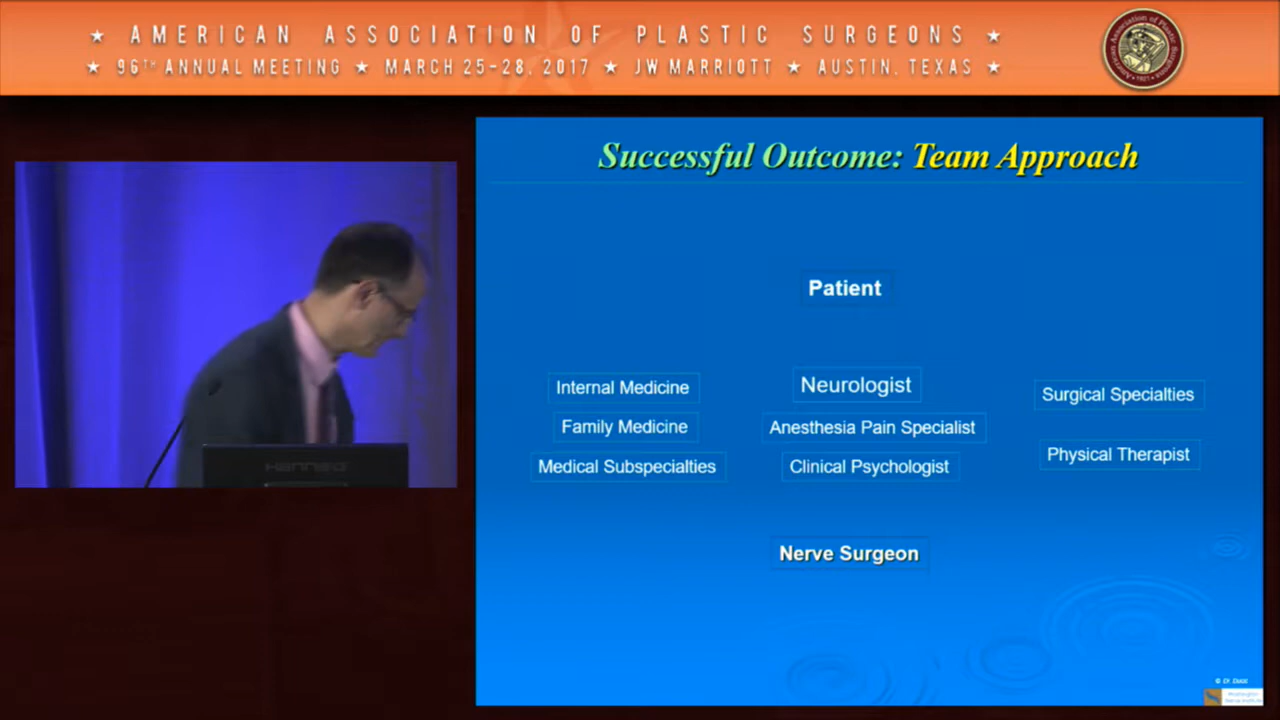 ★ AMERICAN ASSOCIATION OF PLASTIC SURGEONS ★
★ 96TH ANNUAL MEETING ★ MARCH 25-28, 2017 ★ JW MARRIOTT ★ AUSTIN, TEXAS ★
Successful Outcome: Team Approach
Patient
Internal Medicine
Family Medicine
Medical Subspecialties
Neurologist
Anesthesia Pain Specialist
Clinical Psychologist
Surgical Specialties
Physical Therapist
Nerve Surgeon